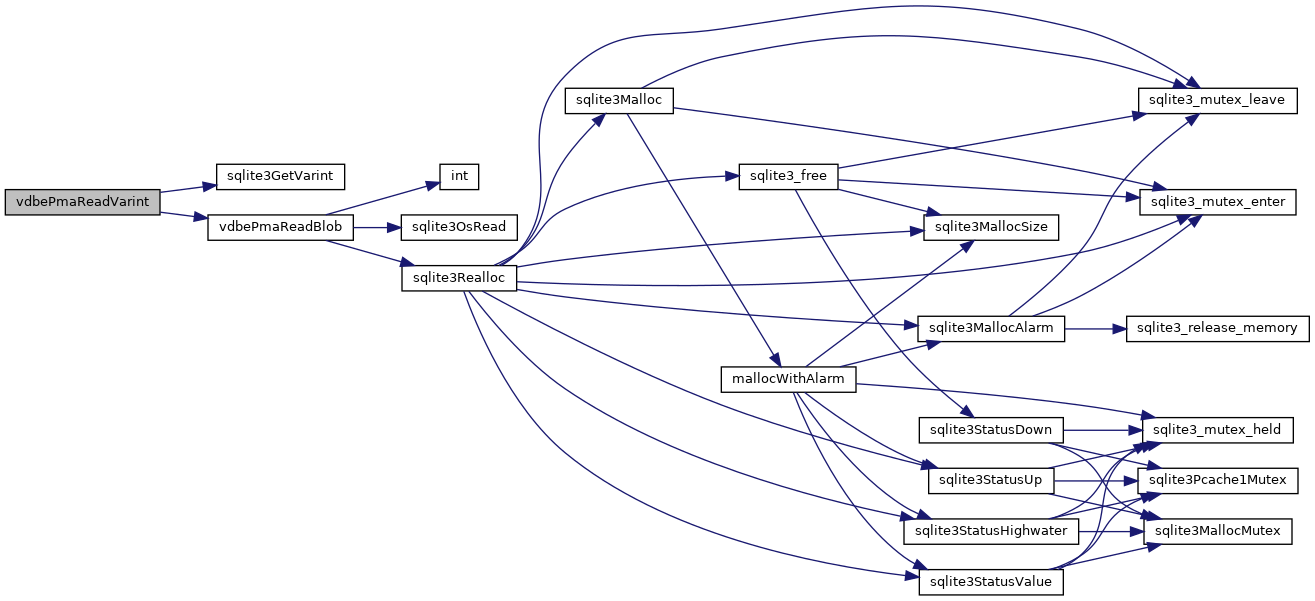 vdbePmaReadVarint
sqlite3GetVarint
vdbePmaReadBlob
int
sqlite3OsRead
sqlite3Realloc
sqlite3Malloc
sqlite3_free
mallocWithAlarm
sqlite3MallocSize
sqlite3MallocAlarm
sqlite3StatusDown
sqlite3StatusUp
sqlite3StatusHighwater
sqlite3StatusValue
sqlite3_mutex_leave
sqlite3_mutex_enter
sqlite3_release_memory
sqlite3_mutex_held
sqlite3Pcache1Mutex
sqlite3MallocMutex